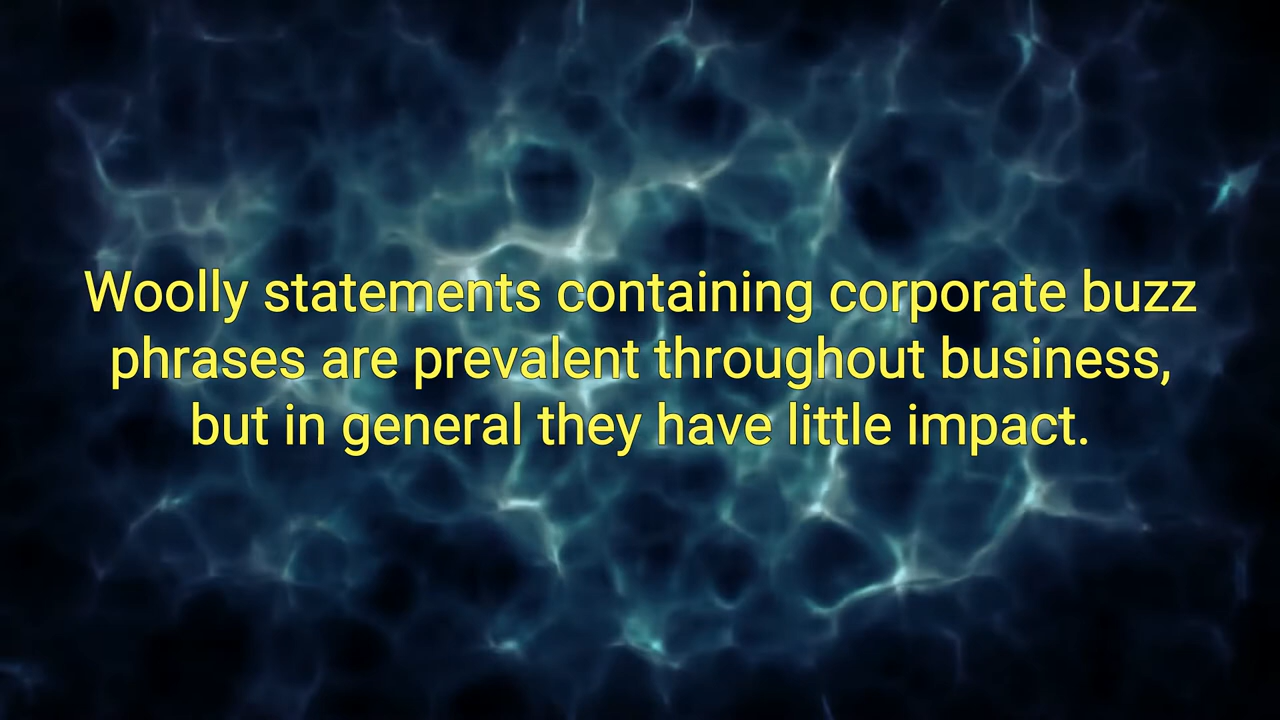 Woolly statements containing corporate buzz
phrases are prevalent throughout business,
but in general they have little impact.